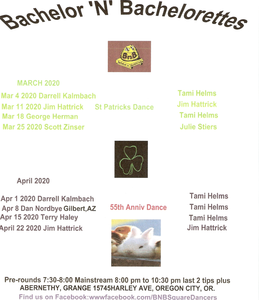 Bachelor 'N' Bachelorettes
BnB
MARCH 2020
Mar 4 2020 Darrell Kalmbach Tami Helms
Mar 11 2020 Jim Hattrick St Patricks Dance Jim Hattrick
Mar 18 George Herman Tami Helms
Mar 25 2020 Scott Zinser Julie Stiers
April 2020
Apr 1 2020 Darrell Kalmbach Tami Helms
Apr 8 Dan Nordbye Gilbert,AZ 55th Anniv Dance Tami Helms
Apr 15 2020 Terry Haley Tami Helms
April 22 2020 Jim Hattrick Jim Hattrick
Pre-rounds 7:30-8:00 Mainstream 8:00 pm to 10:30 pm last 2 tips plus
ABERNETHY, GRANGE 15745HARLEY AVE, OREGON CITY, OR.
Find us on Facebook:wwwfacebook.com/BNBSquareDancers